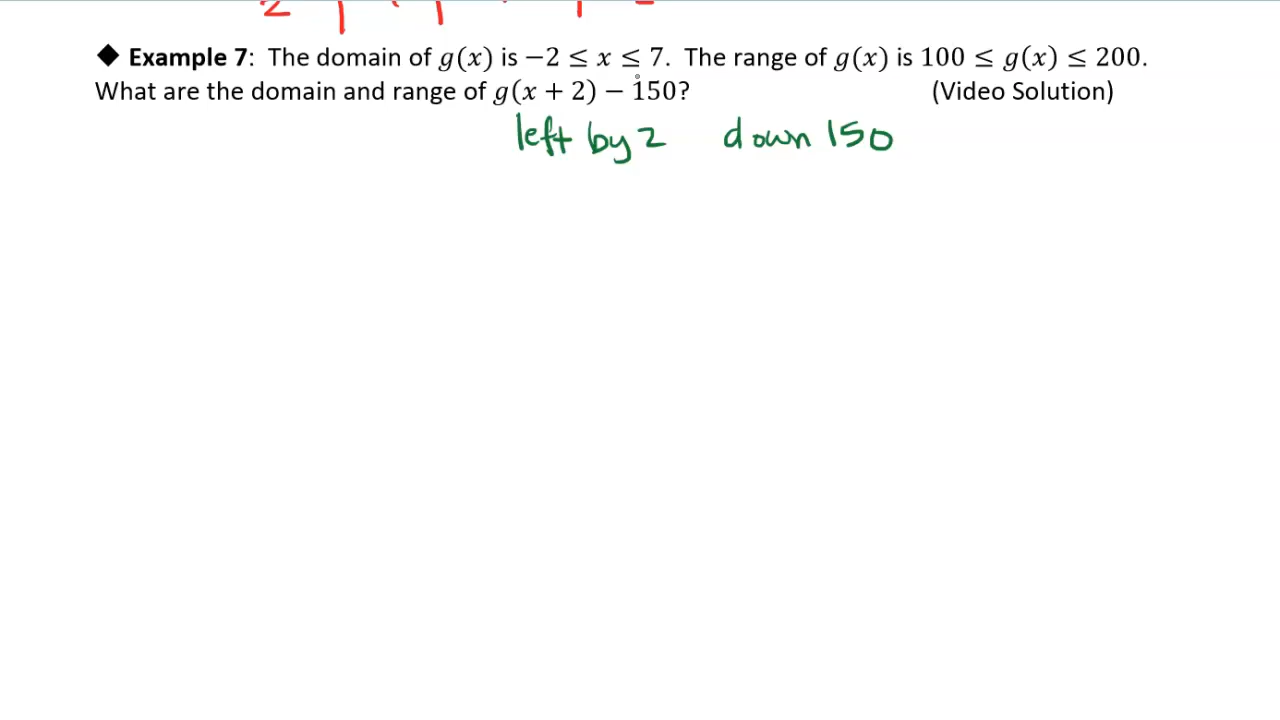 ◆ Example 7: The domain of g(x) is −2 ≤ x ≤ 7. The range of g(x) is 100 ≤ g(x) ≤ 200.
What are the domain and range of g(x + 2) − 150? (Video Solution)
left by 2 down 150